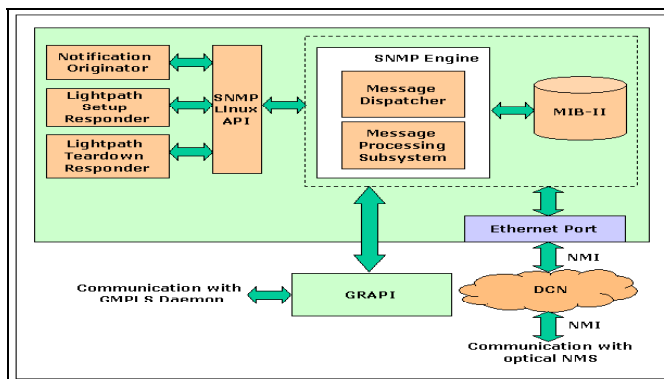 Notification
Originator
Lightpath
Setup
Responder
Lightpath
Teardown
Responder
SNMP
LINUX
API
SNMP Engine
Message
Dispatcher
Message
Processing
Subsystem
MIB-II
Ethernet Port
NMI
Communication with
GMPLS Daemon
GRAPI
DCN
NMI
Communication with
optical NMS